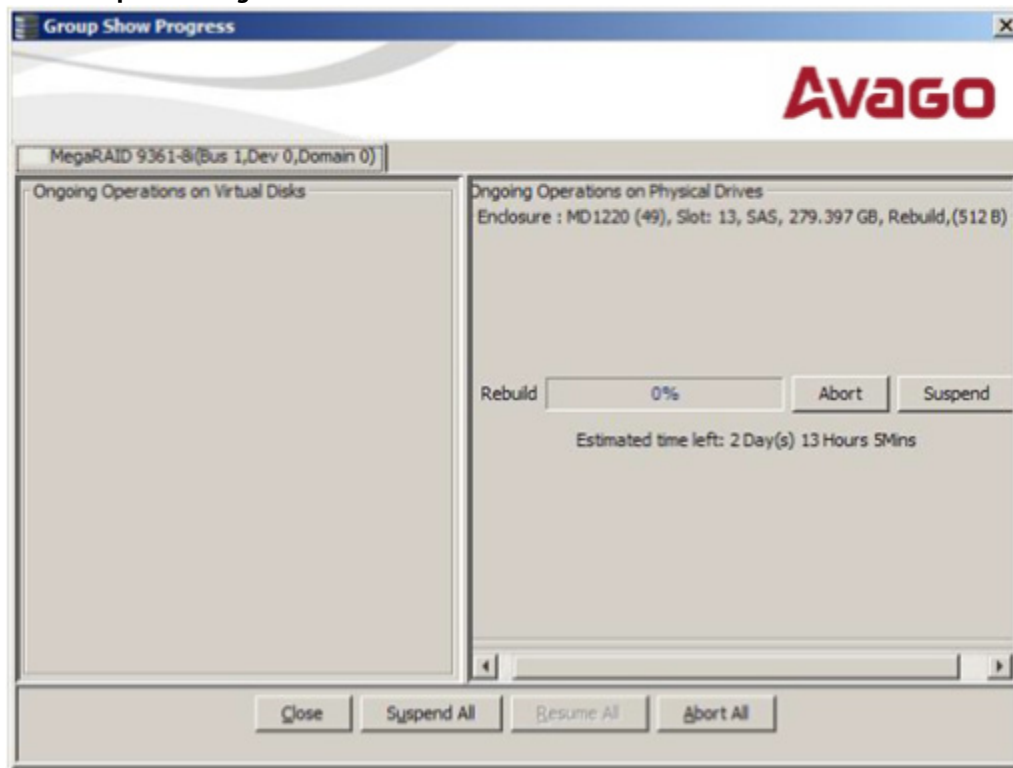 Group Show Progress
Avago
MegaRAID 9361-8i(Bus 1,Dev 0,Domain 0)
Ongoing Operations on Virtual Disks
Ongoing Operations on Physical Drives
Enclosure : MD1220 (49), Slot: 13, SAS, 279.397 GB, Rebuild,(512 B)
Rebuild 0% Abort Suspend
Estimated time left: 2 Day(s) 13 Hours 5Mins
Close Suspend All Resume All Abort All